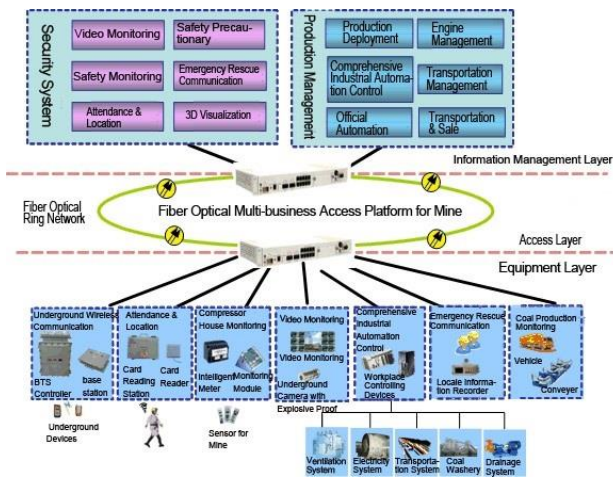 Security System
Video Monitoring
Safety Precau-
tionary
Safety Monitoring
Emergency Rescue
Communication
Attendance &
Location
3D Visualization
Production Management
Production
Deployment
Engine
Management
Comprehensive
Industrial Automa-
tion Control
Transportation
Management
Official
Automation
Transportation
& Sale
Information Management Layer
Fiber Optical
Ring Network
Fiber Optical Multi-business Access Platform for Mine
Access Layer
Equipment Layer
Underground Wireless
Communication
BTS
Controller
base
station
Underground
Devices
Attendance &
Location
Card
Reading
Station
Card
Reader
Compressor
House Monitoring
Intelligent
Meter
Monitoring
Module
Sensor for
Mine
Video Monitoring
Video Monitoring
Underground
Camera with
Explosive Proof
Comprehensive
Industrial
Automation
Control
Workplace
Controlling
Devices
Emergency Rescue
Communication
Locale Informa-
tion Recorder
Coal Production
Monitoring
Vehicle
Conveyer
Ventilation
System
Electricity
System
Transporta-
tion System
Coal
Washery
Drainage
System